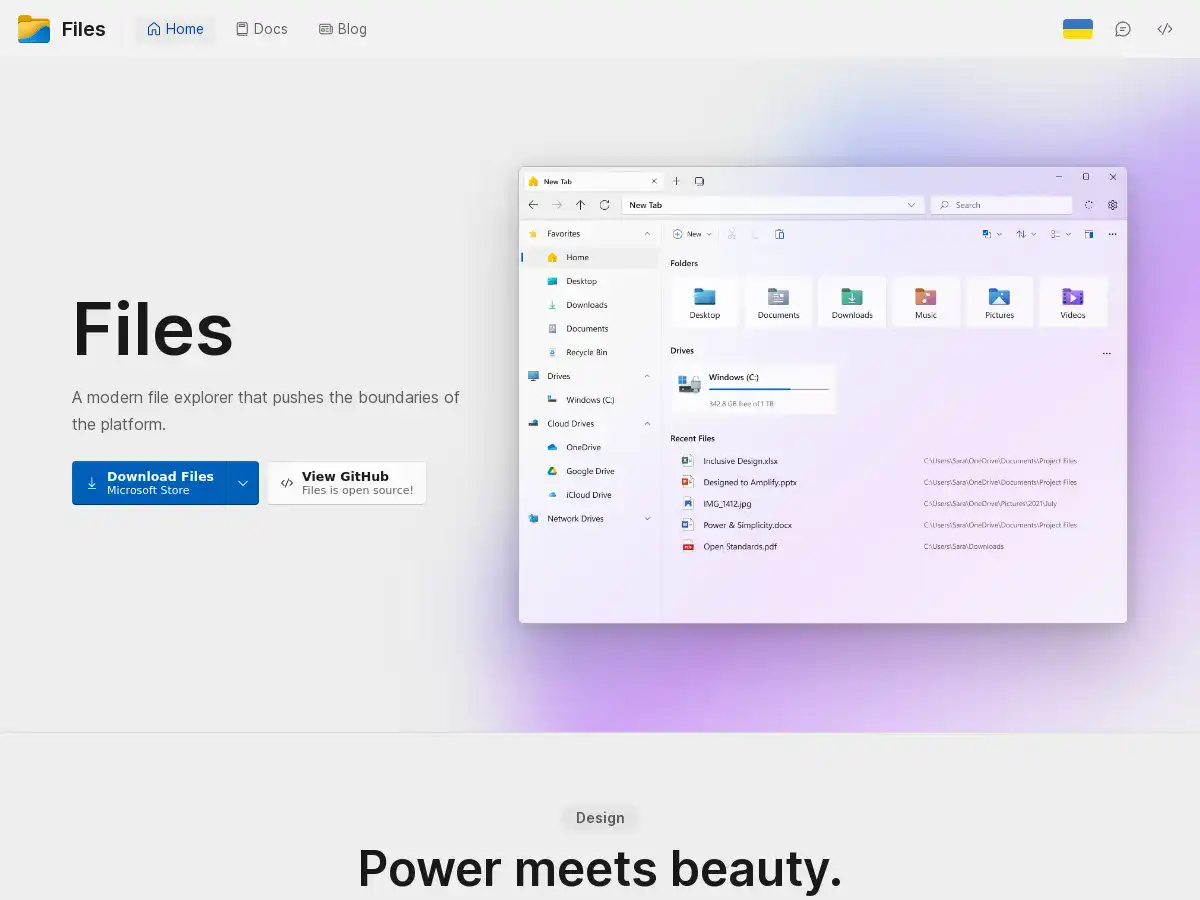 Files
Home
Docs
Blog
Files
A modern file explorer that pushes the boundaries of
the platform.
Download Files
Microsoft Store
View GitHub
Files is open source!
New Tab
New Tab
Search
Favorites
Home
Desktop
Downloads
Documents
Recycle Bin
Drives
Windows (C:)
Cloud Drives
OneDrive
Google Drive
iCloud Drive
Network Drives
New
Folders
Desktop
Documents
Downloads
Music
Pictures
Videos
Drives
Windows (C:)
342.8 GB free of 1 TB
Recent Files
Inclusive Design.xlsx C:\Users\Sara\OneDrive\Documents\Project Files
Designed to Amplify.pptx C:\Users\Sara\OneDrive\Documents\Project Files
IMG_1412.jpg C:\Users\Sara\OneDrive\Pictures\2021\July
Power & Simplicity.docx C:\Users\Sara\OneDrive\Documents\Project Files
Open Standards.pdf C:\Users\Sara\Downloads
Design
Power meets beauty.